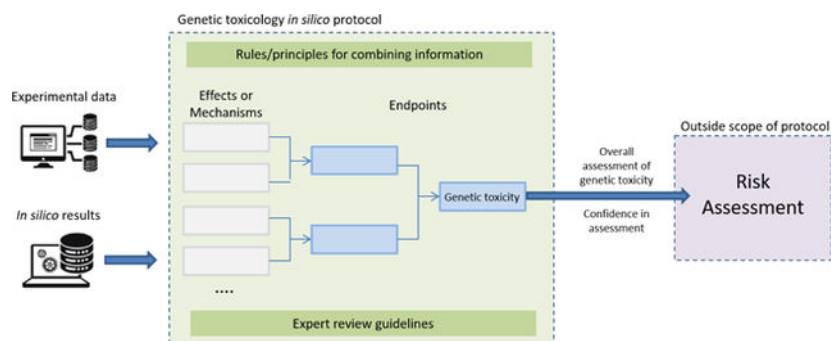 Genetic toxicology in silico protocol
Rules/principles for combining information
Experimental data
Effects or
Mechanisms
Endpoints
Outside scope of protocol
Overall
assessment of
genetic toxicity
Risk
Assessment
Genetic toxicity
In silico results
Confidence in
assessment
....
Expert review guidelines